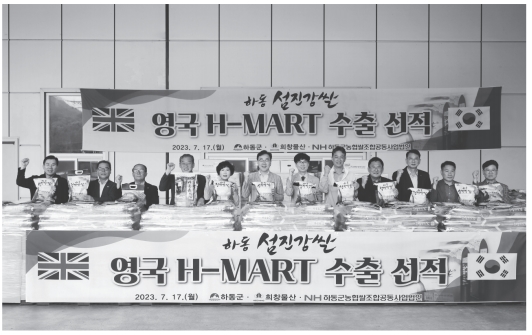 하동 섬진강쌀
영국 H-MART 수출 선적
2023. 7. 17.(월) 하동군 · 희창물산 · NH 하동군농협쌀조합공동사업법인
하동 섬진강쌀
영국 H-MART 수출 선적
2023. 7. 17.(월) 하동군 · 희창물산 · NH 하동군농협쌀조합공동사업법인